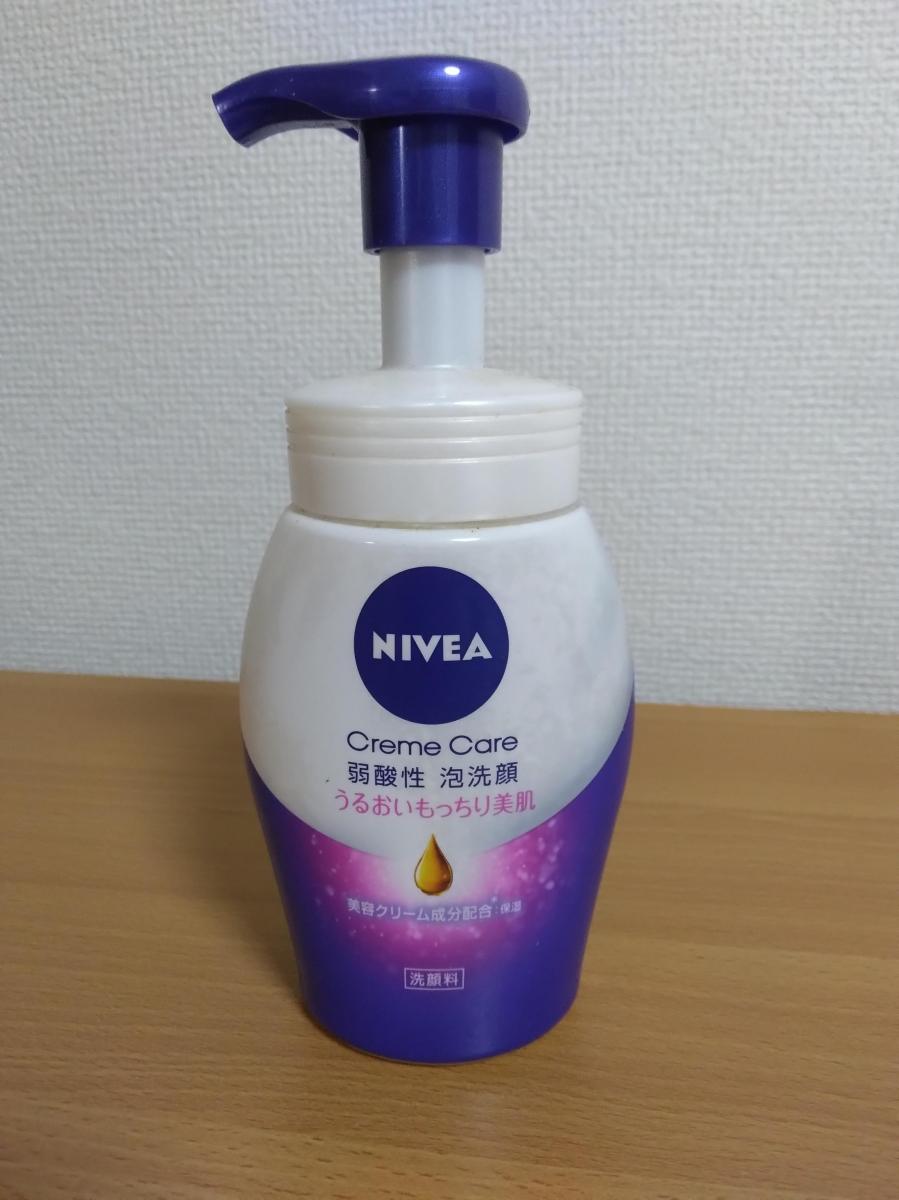 NIVEA
Creme Care
弱酸性 泡洗顔
うるおいもっちり美肌
美容クリーム成分配合*:保湿
洗顔料